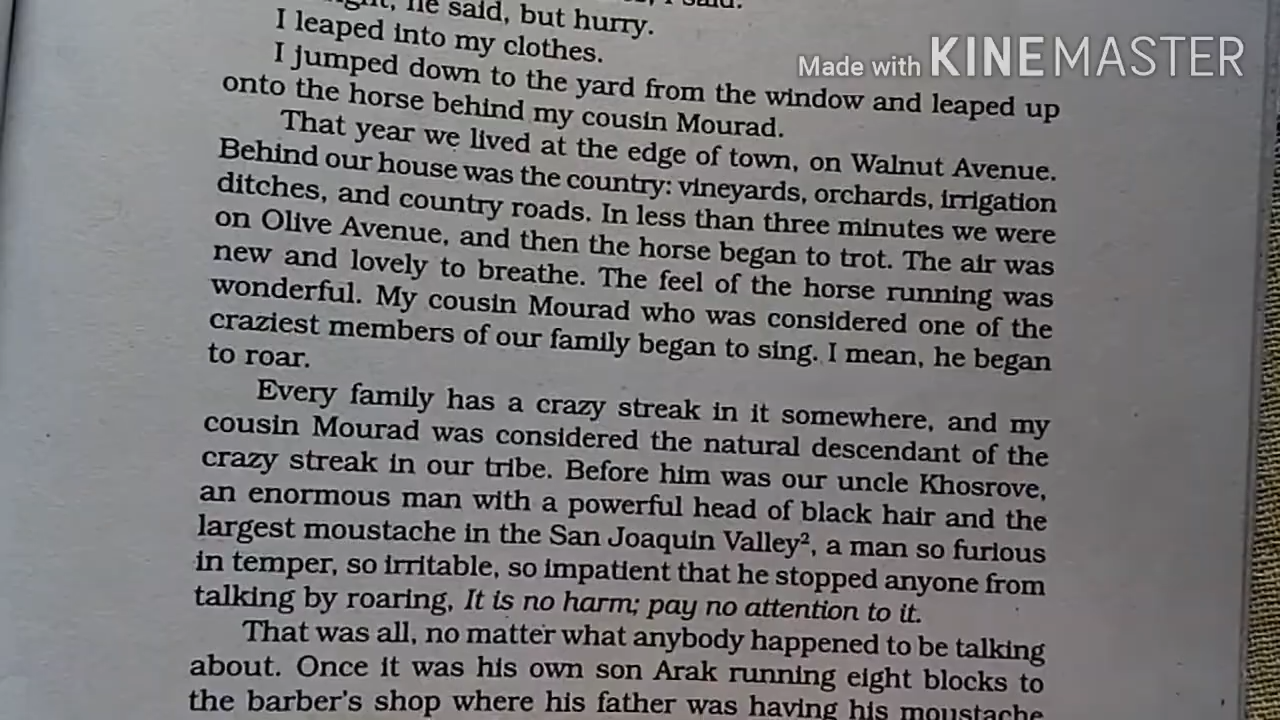 he said, but hurry.
I leaped into my clothes.
I jumped down to the yard from the window and leaped up
onto the horse behind my cousin Mourad.
That year we lived at the edge of town, on Walnut Avenue.
Behind our house was the country: vineyards, orchards, irrigation
ditches, and country roads. In less than three minutes we were
on Olive Avenue, and then the horse began to trot. The air was
new and lovely to breathe. The feel of the horse running was
wonderful. My cousin Mourad who was considered one of the
craziest members of our family began to sing. I mean, he began
to roar.
Every family has a crazy streak in it somewhere, and my
cousin Mourad was considered the natural descendant of the
crazy streak in our tribe. Before him was our uncle Khosrove,
an enormous man with a powerful head of black hair and the
largest moustache in the San Joaquin Valley², a man so furious
in temper, so irritable, so impatient that he stopped anyone from
talking by roaring, It is no harm; pay no attention to it.
That was all, no matter what anybody happened to be talking
about. Once it was his own son Arak running eight blocks to
the barber's shop where his father was having his moustache
Made with KINEMASTER